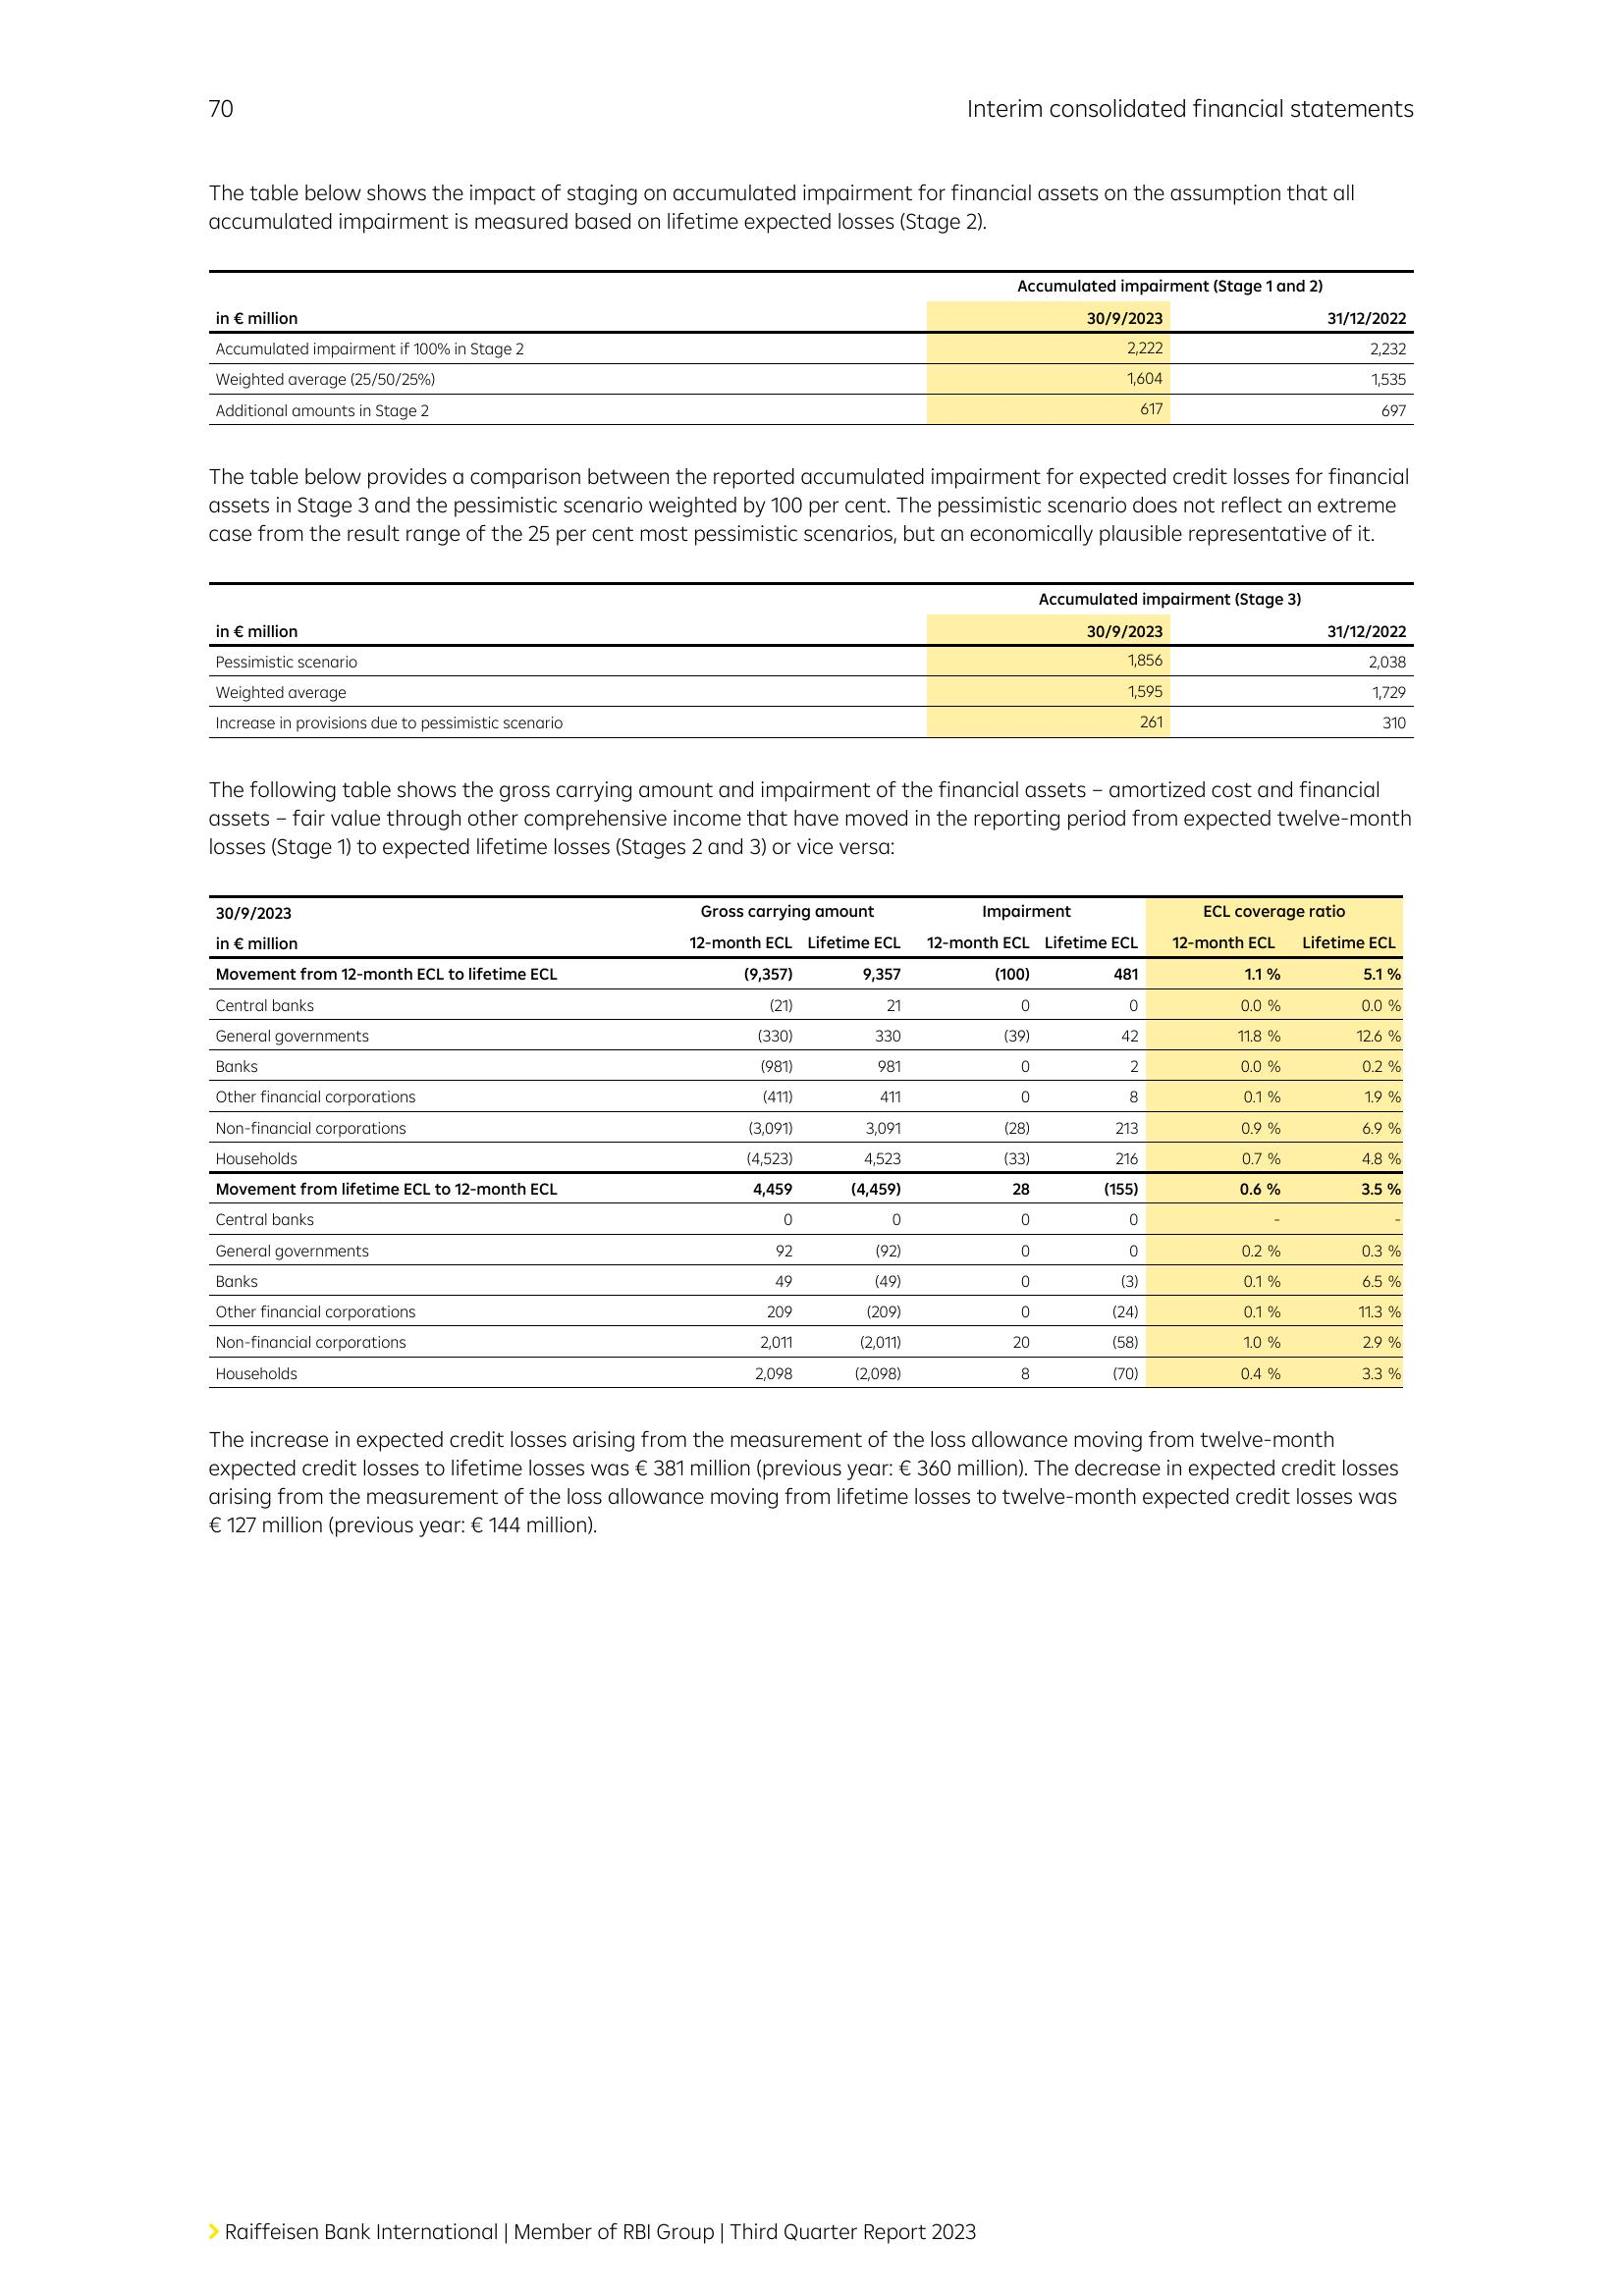 70 Interim consolidated financial statements
The table below shows the impact of staging on accumulated impairment for financial assets on the assumption that all
accumulated impairment is measured based on lifetime expected losses (Stage 2).
Accumulated impairment (Stage 1 and 2)
in € million 30/9/2023 31/12/2022
Accumulated impairment if 100% in Stage 2 2,222 2,232
Weighted average (25/50/25%) 1,604 1,535
Additional amounts in Stage 2 617 697
The table below provides a comparison between the reported accumulated impairment for expected credit losses for financial
assets in Stage 3 and the pessimistic scenario weighted by 100 per cent. The pessimistic scenario does not reflect an extreme
case from the result range of the 25 per cent most pessimistic scenarios, but an economically plausible representative of it.
Accumulated impairment (Stage 3)
in € million 30/9/2023 31/12/2022
Pessimistic scenario 1,856 2,038
Weighted average 1,595 1,729
Increase in provisions due to pessimistic scenario 261 310
The following table shows the gross carrying amount and impairment of the financial assets – amortized cost and financial
assets – fair value through other comprehensive income that have moved in the reporting period from expected twelve-month
losses (Stage 1) to expected lifetime losses (Stages 2 and 3) or vice versa:
30/9/2023 Gross carrying amount Impairment ECL coverage ratio
in € million 12-month ECL Lifetime ECL 12-month ECL Lifetime ECL 12-month ECL Lifetime ECL
Movement from 12-month ECL to lifetime ECL (9,357) 9,357 (100) 481 1.1 % 5.1 %
Central banks (21) 21 0 0 0.0 % 0.0 %
General governments (330) 330 (39) 42 11.8 % 12.6 %
Banks (981) 981 0 2 0.0 % 0.2 %
Other financial corporations (411) 411 0 8 0.1 % 1.9 %
Non-financial corporations (3,091) 3,091 (28) 213 0.9 % 6.9 %
Households (4,523) 4,523 (33) 216 0.7 % 4.8 %
Movement from lifetime ECL to 12-month ECL 4,459 (4,459) 28 (155) 0.6 % 3.5 %
Central banks 0 0 0 0 - -
General governments 92 (92) 0 0 0.2 % 0.3 %
Banks 49 (49) 0 (3) 0.1 % 6.5 %
Other financial corporations 209 (209) 0 (24) 0.1 % 11.3 %
Non-financial corporations 2,011 (2,011) 20 (58) 1.0 % 2.9 %
Households 2,098 (2,098) 8 (70) 0.4 % 3.3 %
The increase in expected credit losses arising from the measurement of the loss allowance moving from twelve-month
expected credit losses to lifetime losses was € 381 million (previous year: € 360 million). The decrease in expected credit losses
arising from the measurement of the loss allowance moving from lifetime losses to twelve-month expected credit losses was
€ 127 million (previous year: € 144 million).
Raiffeisen Bank International | Member of RBI Group | Third Quarter Report 2023